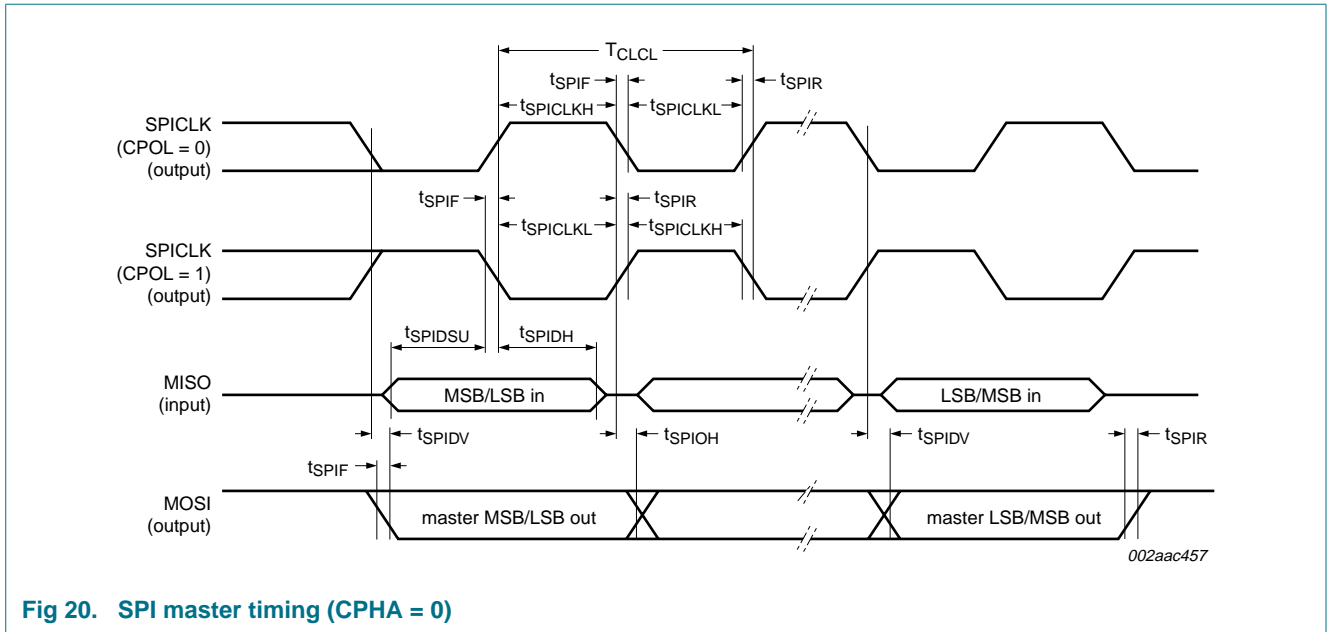 TCLCL
tSPIF
tSPIR
tSPICLKH
tSPICLKL
SPICLK
(CPOL = 0)
(output)
tSPIF
tSPIR
tSPICLKL
tSPICLKH
SPICLK
(CPOL = 1)
(output)
tSPIDSU
tSPIDH
MISO
(input)
MSB/LSB in
LSB/MSB in
tSPIDV
tSPIOH
tSPIDV
tSPIR
tSPIF
MOSI
(output)
master MSB/LSB out
master LSB/MSB out
002aac457
Fig 20. SPI master timing (CPHA = 0)